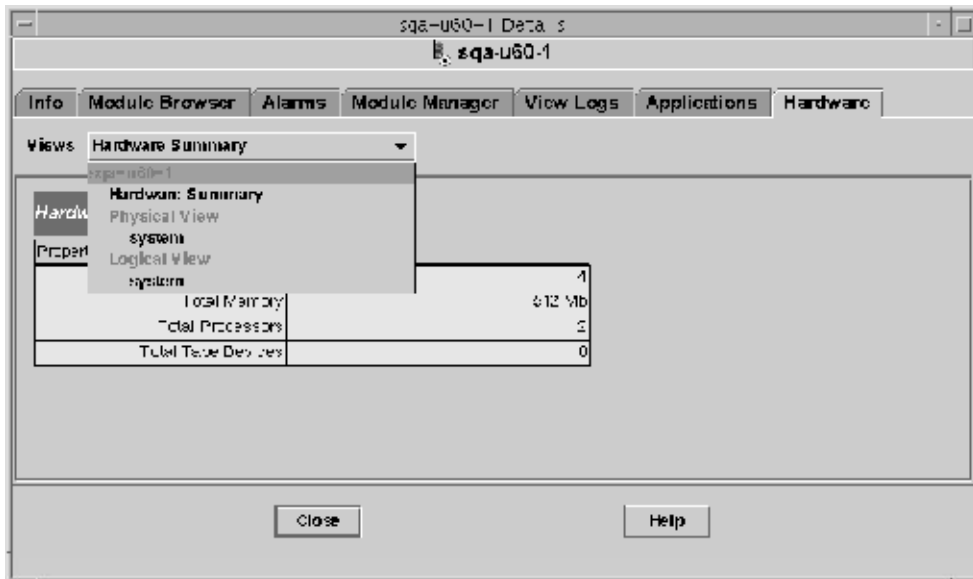 sqa-u60-1 Details
sqa-u60-1
Info Module Browser Alarms Module Manager View Logs Applications Hardware
Views Hardware Summary
sqa-u60-1
Hardware Summary
Hardw
Physical View
system
Propert
Logical View
system
4
Total Memory 512 Mb
Total Processors 2
Total Tape Devices 0
Close Help